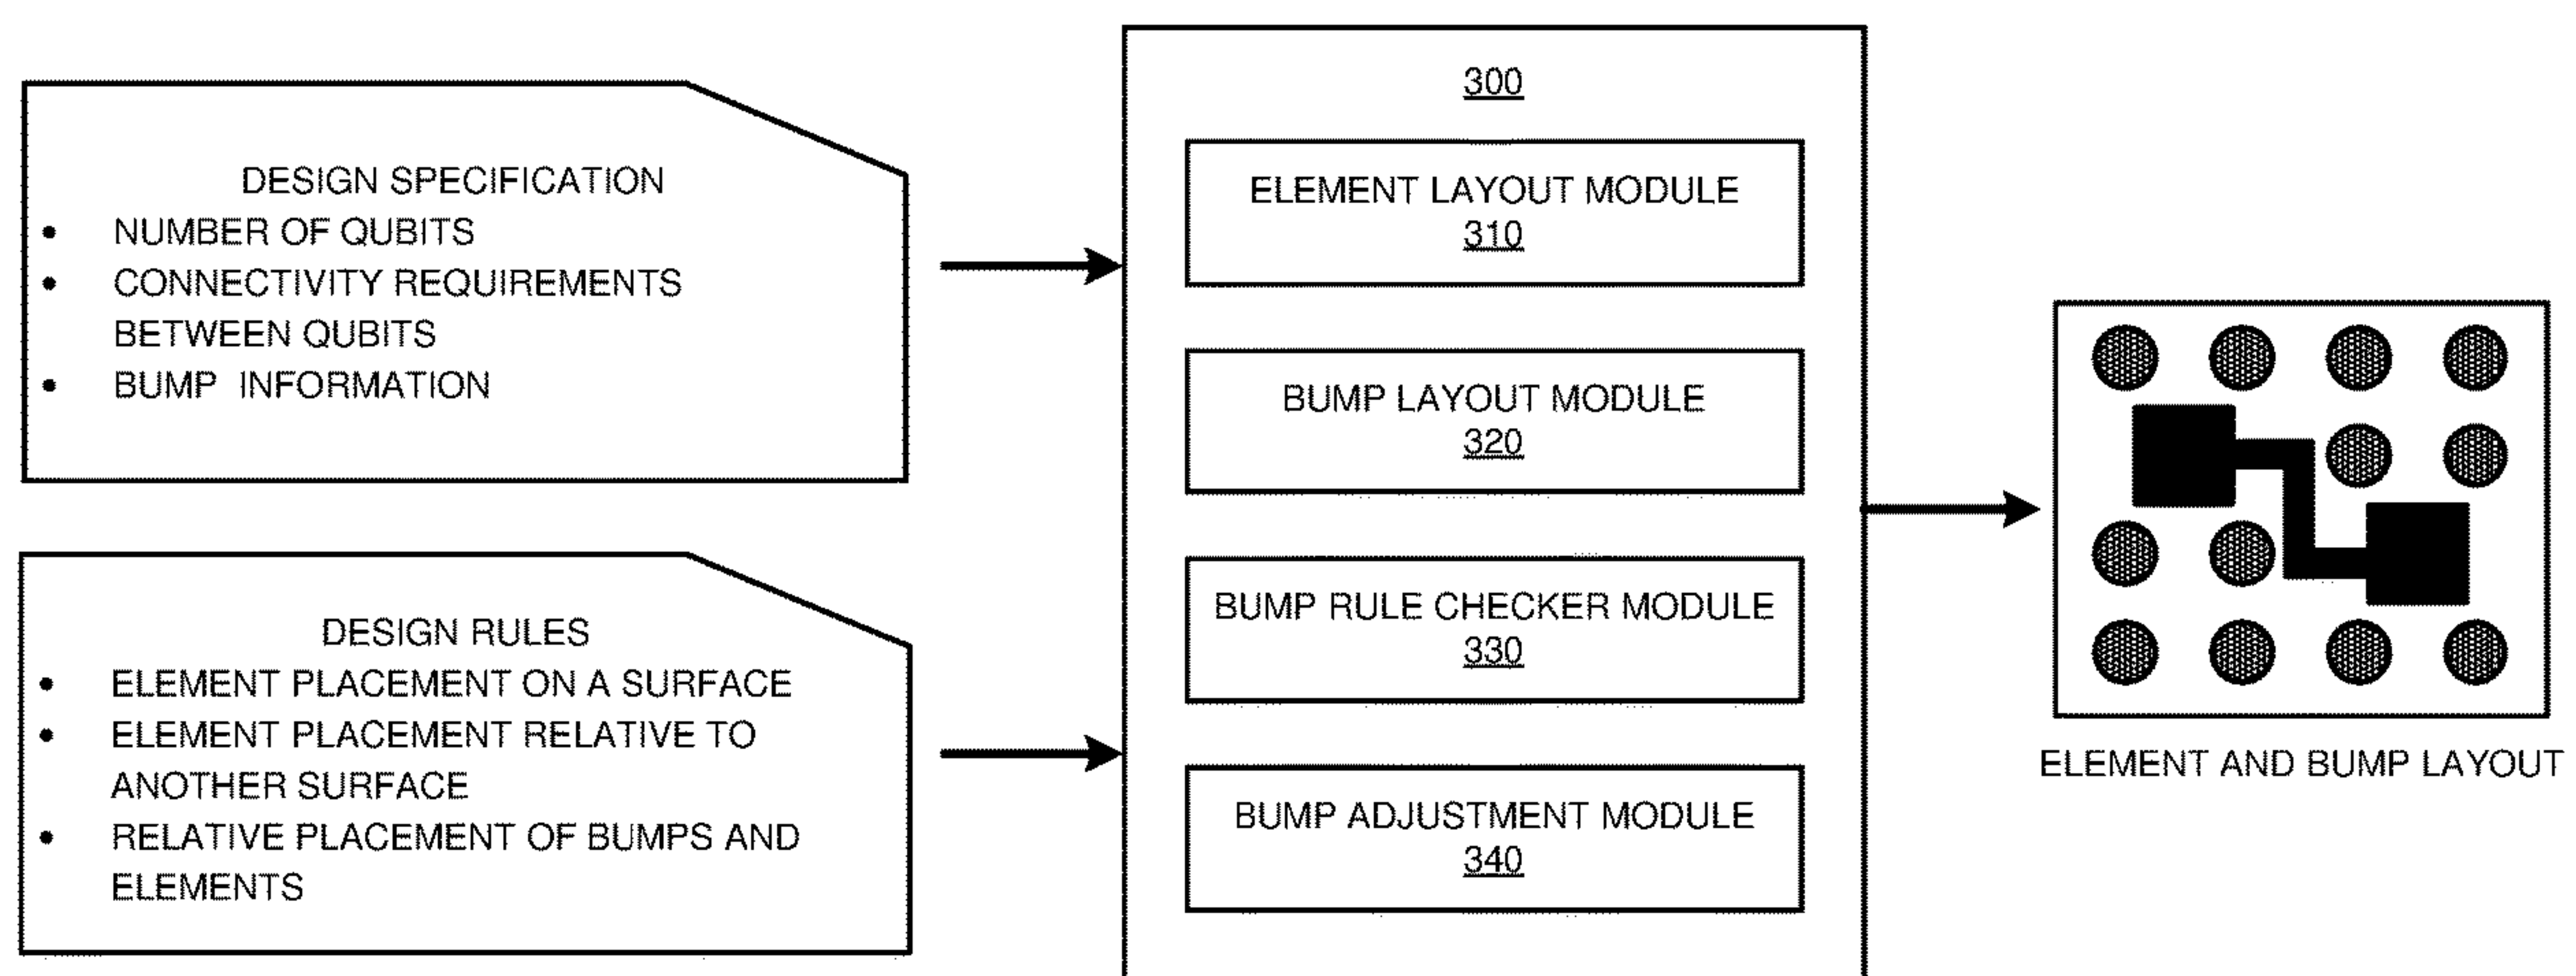 DESIGN SPECIFICATION
• NUMBER OF QUBITS
• CONNECTIVITY REQUIREMENTS
BETWEEN QUBITS
• BUMP INFORMATION
DESIGN RULES
• ELEMENT PLACEMENT ON A SURFACE
• ELEMENT PLACEMENT RELATIVE TO
ANOTHER SURFACE
• RELATIVE PLACEMENT OF BUMPS AND
ELEMENTS
300
ELEMENT LAYOUT MODULE
310
BUMP LAYOUT MODULE
320
BUMP RULE CHECKER MODULE
330
BUMP ADJUSTMENT MODULE
340
ELEMENT AND BUMP LAYOUT